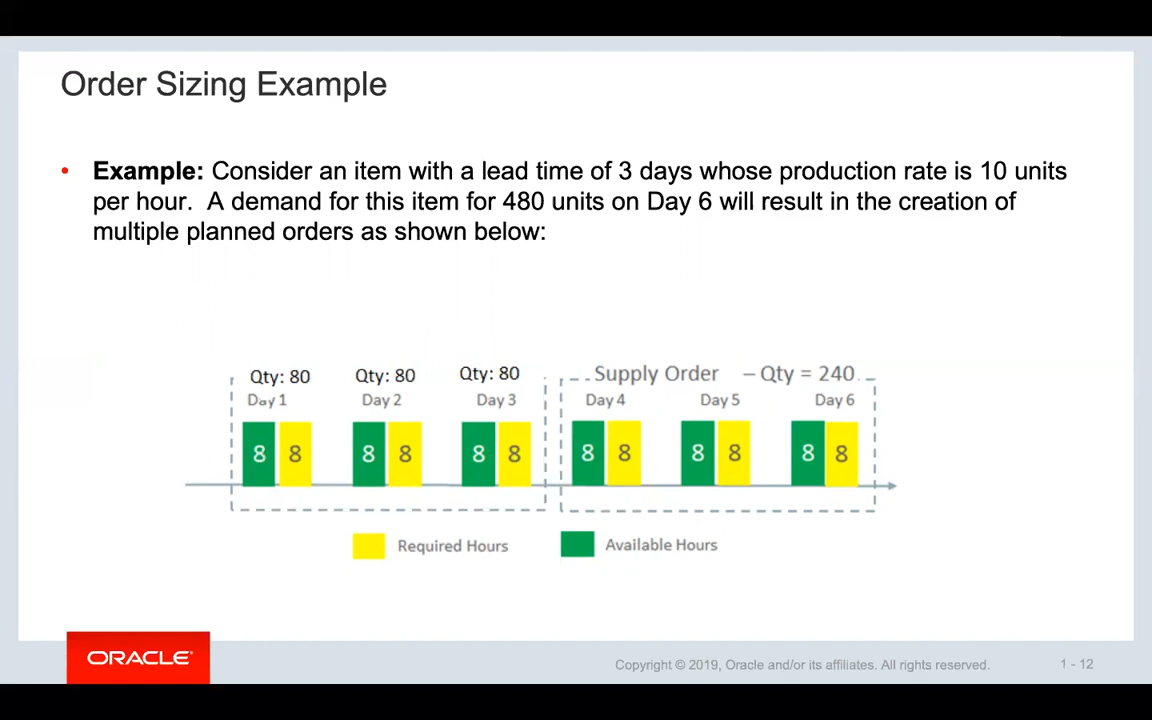 Order Sizing Example
• Example: Consider an item with a lead time of 3 days whose production rate is 10 units
per hour. A demand for this item for 480 units on Day 6 will result in the creation of
multiple planned orders as shown below:
Qty: 80 Qty: 80 Qty: 80 Supply Order – Qty = 240
Day 1 Day 2 Day 3 Day 4 Day 5 Day 6
8 8 8 8 8 8 8 8 8 8 8 8
Required Hours Available Hours
ORACLE®
Copyright © 2019, Oracle and/or its affiliates. All rights reserved. 1 - 12